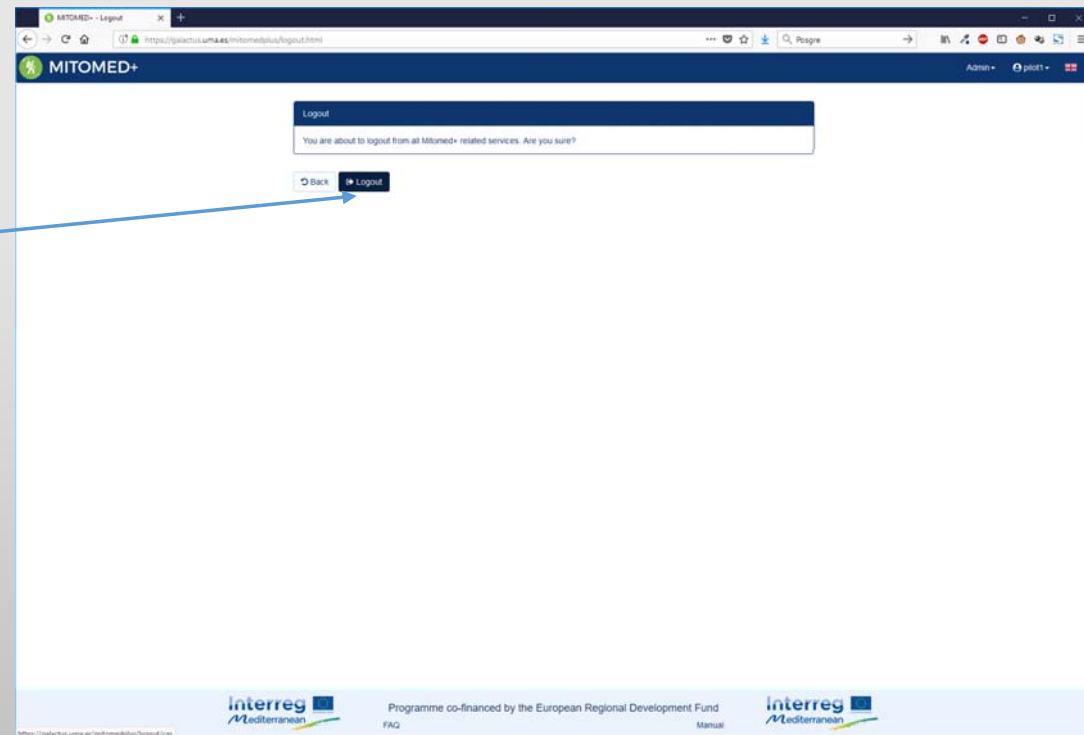 MITOMED+ - Logout
https://galactus.uma.es/mitomedplus/logout.html
Posgre
MITOMED+
Admin
pilot1
Logout
You are about to logout from all Mitomed+ related services. Are you sure?
Back Logout
Interreg
Mediterranean
Programme co-financed by the European Regional Development Fund
FAQ Manual
Interreg
Mediterranean